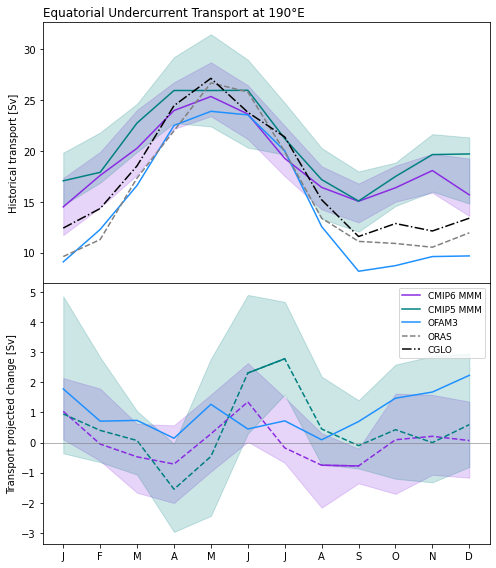 Equatorial Undercurrent Transport at 190°E
Historical transport [Sv]
30
25
20
15
10
Transport projected change [Sv]
5
4
3
2
1
0
−1
−2
−3
CMIP6 MMM
CMIP5 MMM
OFAM3
ORAS
CGLO
J F M A M J J A S O N D